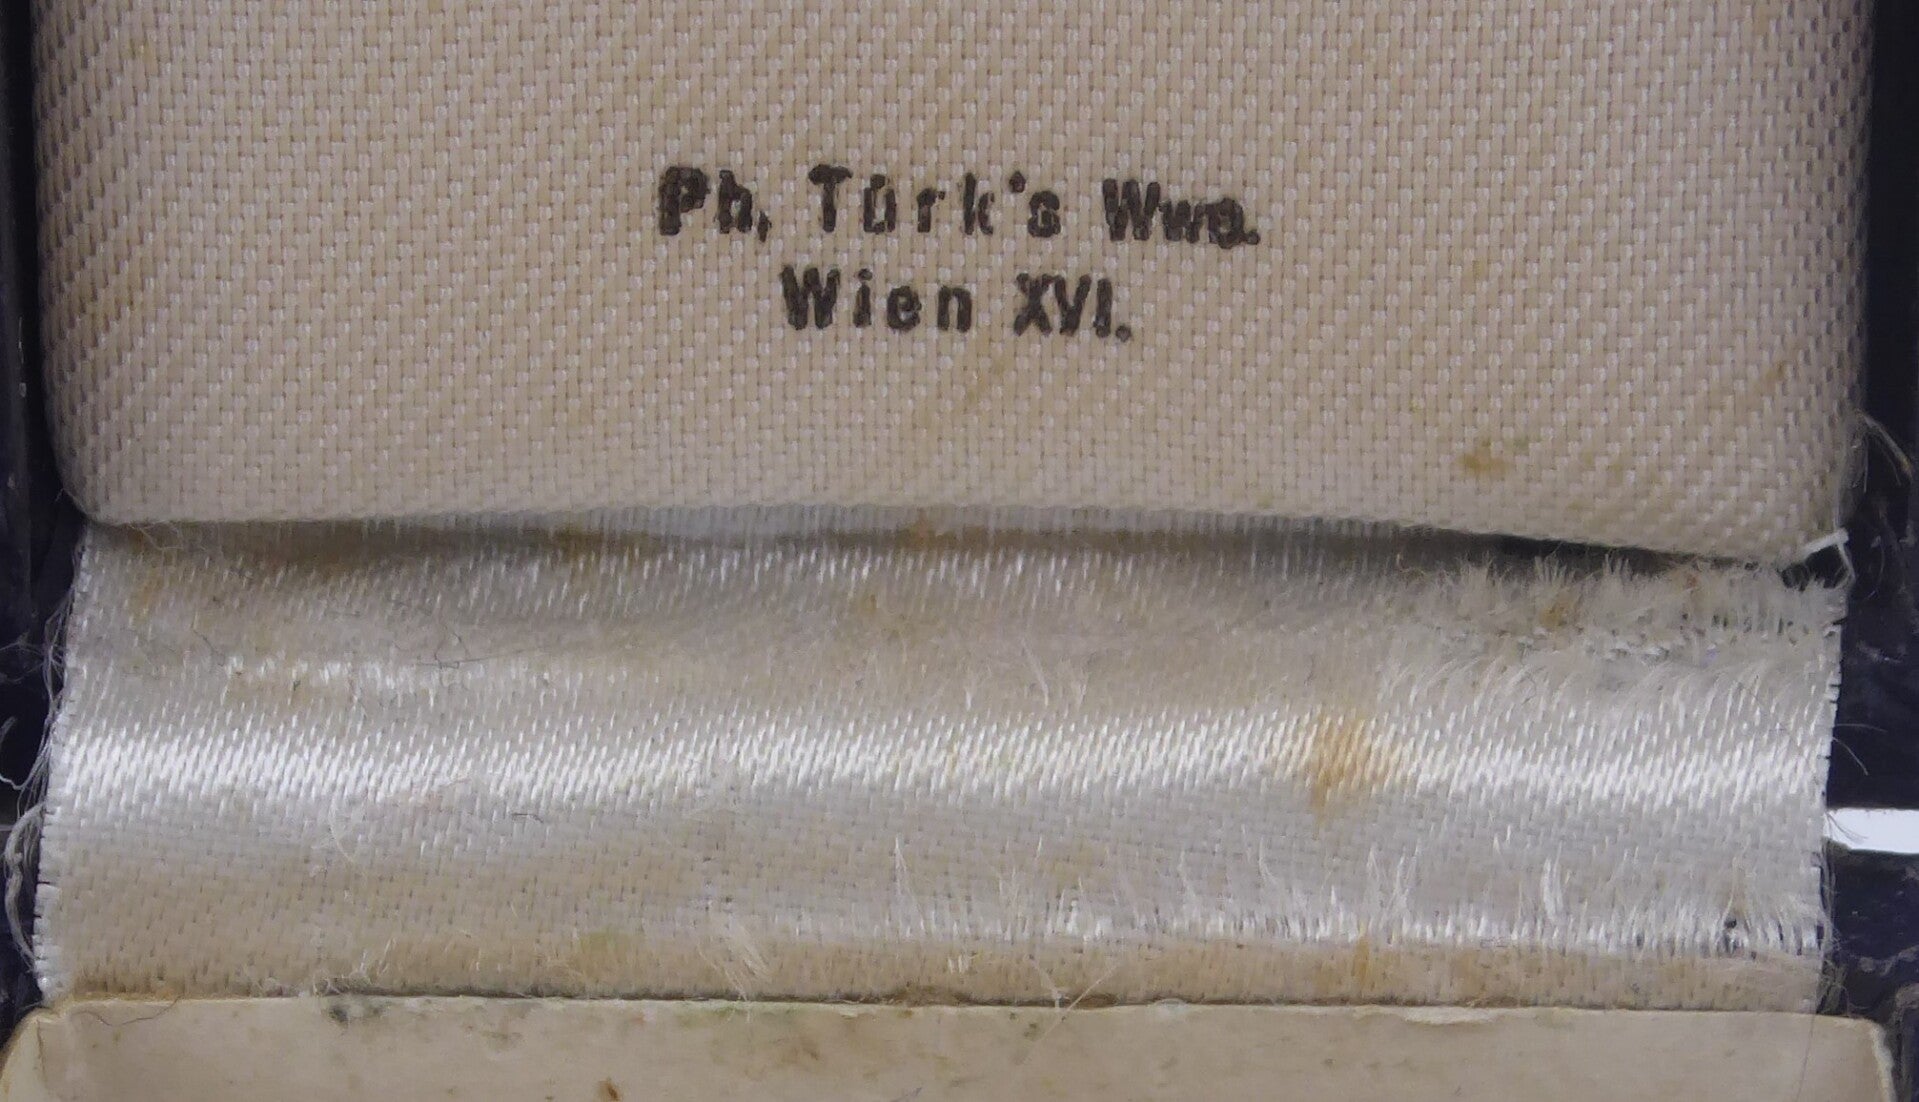 Ph. Türk's Wwe.
Wien XVI.